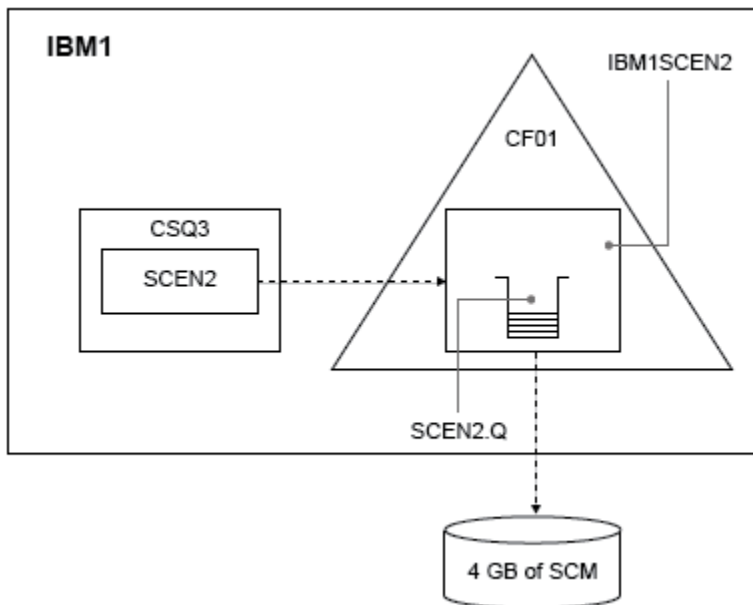 IBM1
IBM1SCEN2
CF01
CSQ3
SCEN2
SCEN2.Q
4 GB of SCM